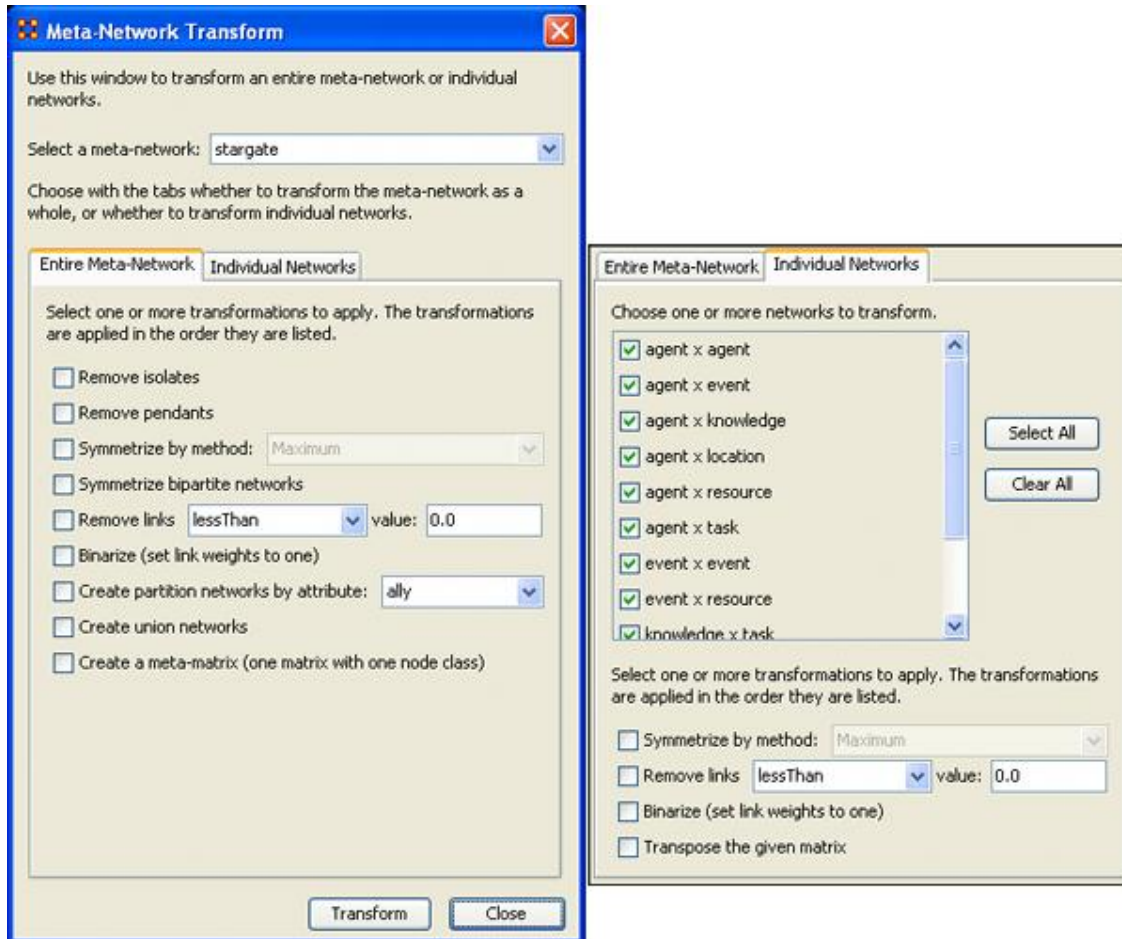 Meta-Network Transform
Use this window to transform an entire meta-network or individual
networks.
Select a meta-network: stargate
Choose with the tabs whether to transform the meta-network as a
whole, or whether to transform individual networks.
Entire Meta-Network Individual Networks
Select one or more transformations to apply. The transformations
are applied in the order they are listed.
Remove isolates
Remove pendants
Symmetrize by method: Maximum
Symmetrize bipartite networks
Remove links lessThan value: 0.0
Binarize (set link weights to one)
Create partition networks by attribute: ally
Create union networks
Create a meta-matrix (one matrix with one node class)
Transform Close
Entire Meta-Network Individual Networks
Choose one or more networks to transform.
agent x agent
agent x event
agent x knowledge
agent x location
agent x resource
agent x task
event x event
event x resource
knowledge x task
Select All
Clear All
Select one or more transformations to apply. The transformations
are applied in the order they are listed.
Symmetrize by method: Maximum
Remove links lessThan value: 0.0
Binarize (set link weights to one)
Transpose the given matrix